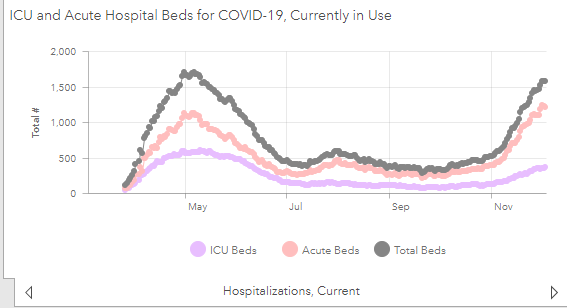 ICU and Acute Hospital Beds for COVID-19, Currently in Use
Total #
2,000
1,500
1,000
500
0
May Jul Sep Nov
ICU Beds Acute Beds Total Beds
Hospitalizations, Current